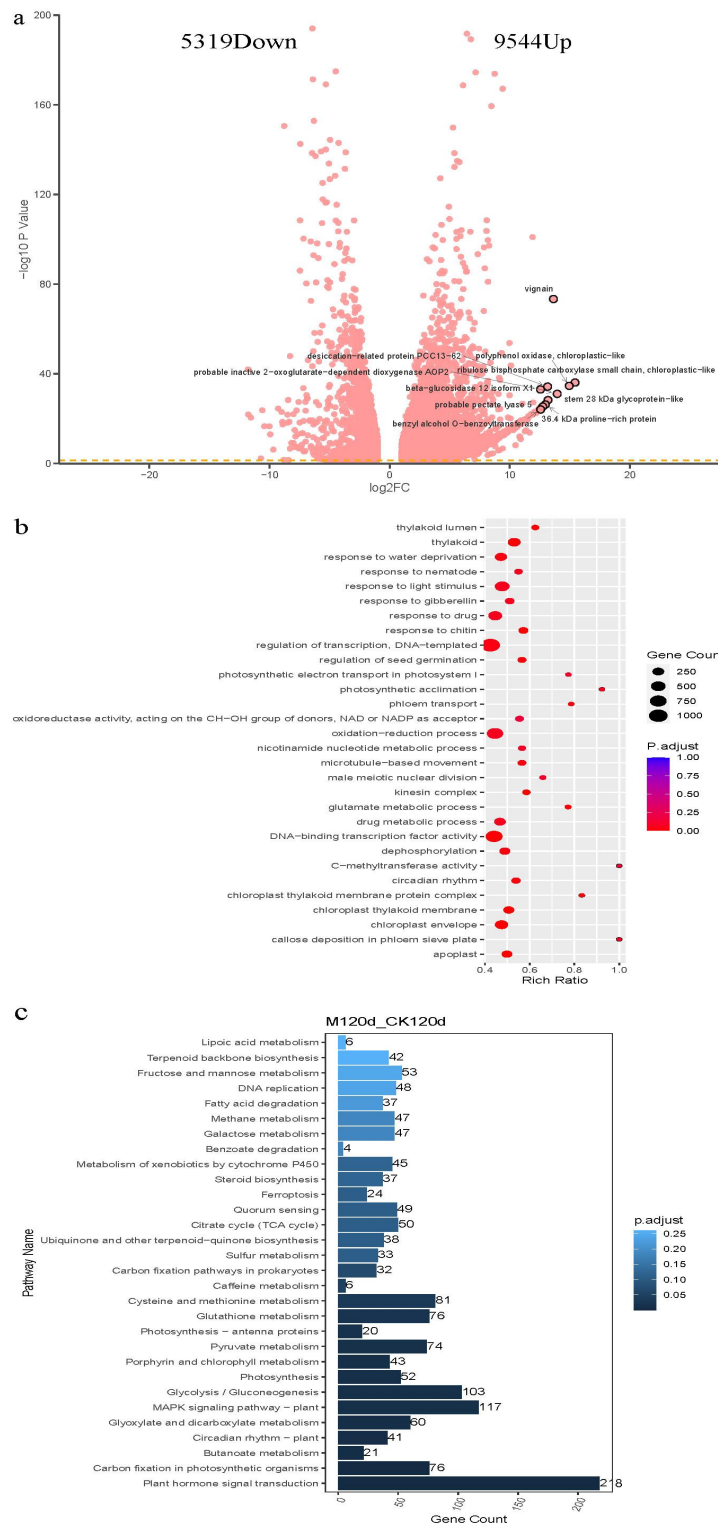 a
5319Down
9544Up
200
160
120
80
40
0
−log10 P Value
vignain
desiccation-related protein PCC13−62
polyphenol oxidase, chloroplastic−like
probable inactive 2−oxoglutarate−dependent dioxygenase AOP2
ribulose bisphosphate carboxylase small chain, chloroplastic−like
beta−glucosidase 12 isoform X1
stem 28 kDa glycoprotein−like
probable pectate lyase 5
36.4 kDa proline−rich protein
benzyl alcohol O−benzoyltransferase
−20
−10
0
10
20
log2FC
b
thylakoid lumen
thylakoid
response to water deprivation
response to nematode
response to light stimulus
response to gibberellin
response to drug
response to chitin
regulation of transcription, DNA−templated
regulation of seed germination
photosynthetic electron transport in photosystem I
photosynthetic acclimation
phloem transport
oxidoreductase activity, acting on the CH−OH group of donors, NAD or NADP as acceptor
oxidation−reduction process
nicotinamide nucleotide metabolic process
microtubule−based movement
male meiotic nuclear division
kinesin complex
glutamate metabolic process
drug metabolic process
DNA−binding transcription factor activity
dephosphorylation
C−methyltransferase activity
circadian rhythm
chloroplast thylakoid membrane protein complex
chloroplast thylakoid membrane
chloroplast envelope
callose deposition in phloem sieve plate
apoplast
0.4
0.6
0.8
1.0
Rich Ratio
Gene Count
250
500
750
1000
P.adjust
1.00
0.75
0.50
0.25
0.00
c
M120d_CK120d
Pathway Name
Lipoic acid metabolism 6
Terpenoid backbone biosynthesis 42
Fructose and mannose metabolism 53
DNA replication 48
Fatty acid degradation 37
Methane metabolism 47
Galactose metabolism 47
Benzoate degradation 4
Metabolism of xenobiotics by cytochrome P450 45
Steroid biosynthesis 37
Ferroptosis 24
Quorum sensing 49
Citrate cycle (TCA cycle) 50
Ubiquinone and other terpenoid−quinone biosynthesis 38
Sulfur metabolism 33
Carbon fixation pathways in prokaryotes 32
Caffeine metabolism 6
Cysteine and methionine metabolism 81
Glutathione metabolism 76
Photosynthesis − antenna proteins 20
Pyruvate metabolism 74
Porphyrin and chlorophyll metabolism 43
Photosynthesis 52
Glycolysis / Gluconeogenesis 103
MAPK signaling pathway − plant 117
Glyoxylate and dicarboxylate metabolism 60
Circadian rhythm − plant 41
Butanoate metabolism 21
Carbon fixation in photosynthetic organisms 76
Plant hormone signal transduction 218
0
50
100
150
200
Gene Count
p.adjust
0.25
0.20
0.15
0.10
0.05